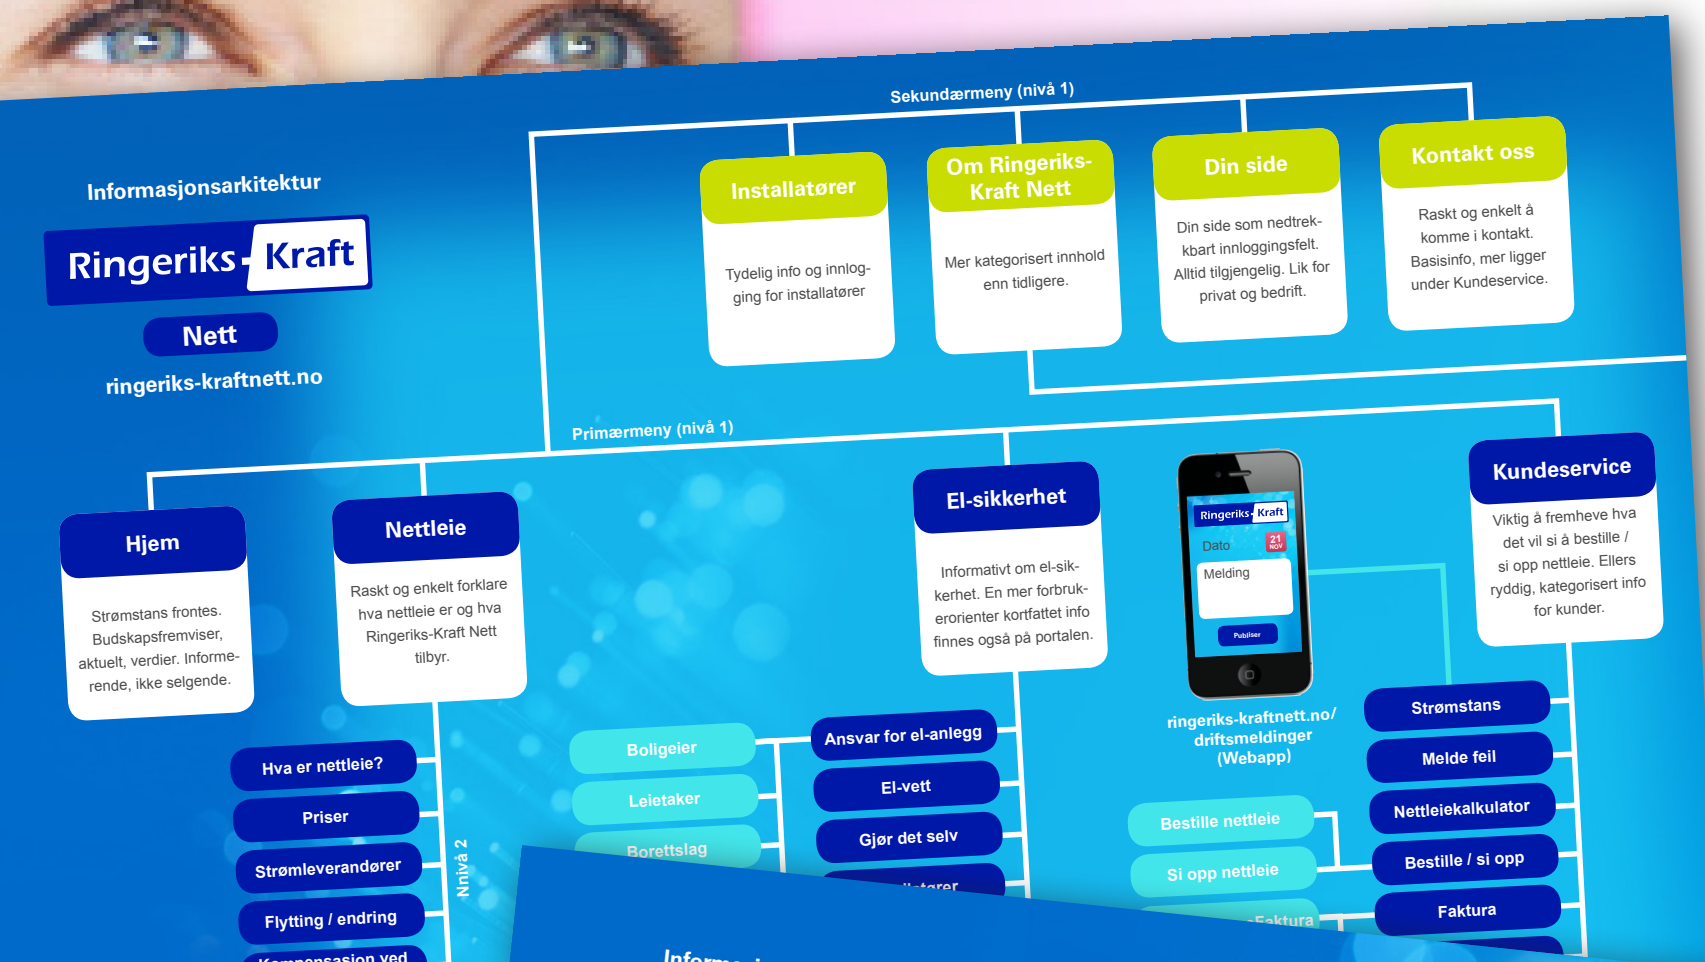 Sekundærmeny (nivå 1)
Informasjonsarkitektur
Ringeriks-Kraft
Nett
ringeriks-kraftnett.no
Installatører
Tydelig info og innlog-
ging for installatører
Om Ringeriks-
Kraft Nett
Mer kategorisert innhold
enn tidligere.
Din side
Din side som nedtrek-
kbart innloggingsfelt.
Alltid tilgjengelig. Lik for
privat og bedrift.
Kontakt oss
Raskt og enkelt å
komme i kontakt.
Basisinfo, mer ligger
under Kundeservice.
Primærmeny (nivå 1)
Hjem
Strømstans frontes.
Budskapsfremviser,
aktuelt, verdier. Informe-
rende, ikke selgende.
Nettleie
Raskt og enkelt forklare
hva nettleie er og hva
Ringeriks-Kraft Nett
tilbyr.
El-sikkerhet
Informativt om el-sik-
kerhet. En mer forbruk-
erorienter kortfattet info
finnes også på portalen.
Ringeriks-Kraft
Dato
21
NOV
Melding
Publiser
ringeriks-kraftnett.no/
driftsmeldinger
(Webapp)
Kundeservice
Viktig å fremheve hva
det vil si å bestille /
si opp nettleie. Ellers
ryddig, kategorisert info
for kunder.
Hva er nettleie?
Priser
Strømleverandører
Flytting / endring
Kompensasjon ved
Nnivå 2
Boligeier
Leietaker
Borettslag
Ansvar for el-anlegg
El-vett
Gjør det selv
Strømstans
Melde feil
Nettleiekalkulator
Bestille / si opp
Faktura
Bestille nettleie
Si opp nettleie
Faktura